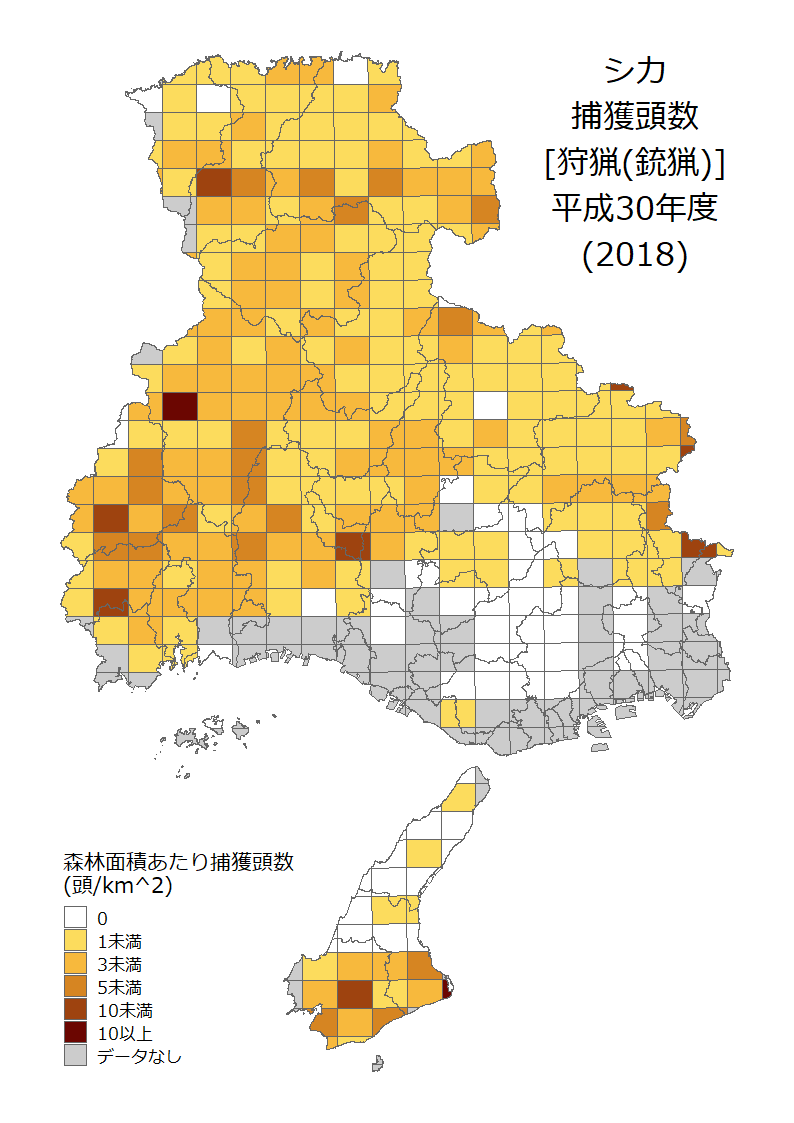 シカ
捕獲頭数
[狩猟(銃猟)]
平成30年度
(2018)
森林面積あたり捕獲頭数
(頭/km^2)
0
1未満
3未満
5未満
10未満
10以上
データなし